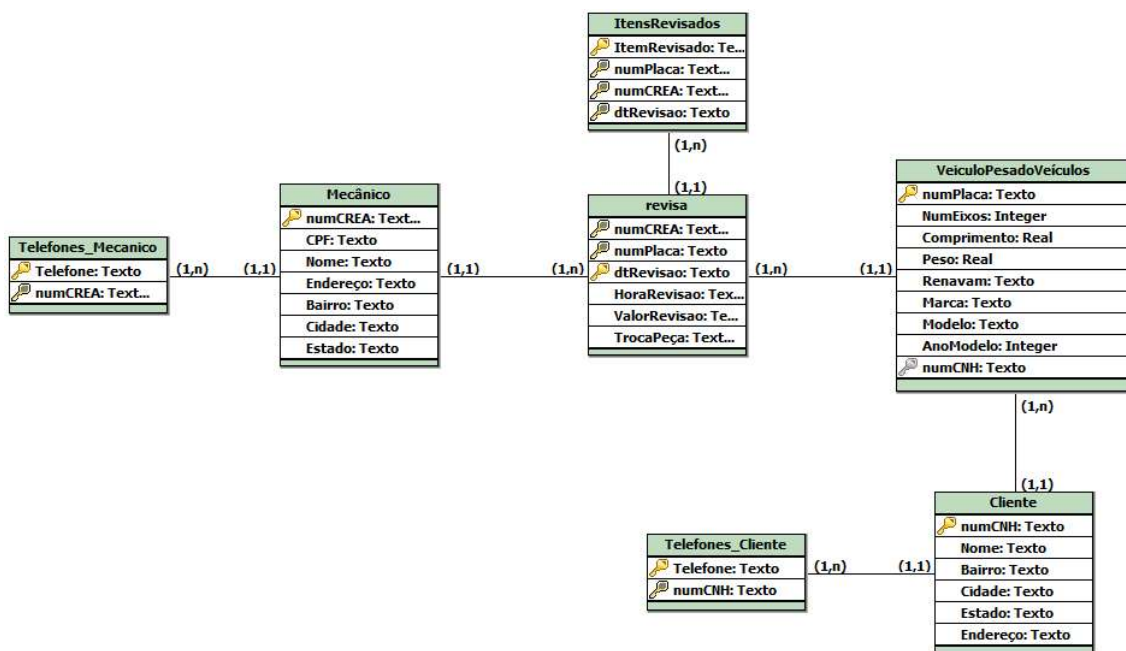 ItensRevisados
ItemRevisado: Te...
numPlaca: Text...
numCREA: Text...
dtRevisao: Texto
(1,n)
(1,1)
revisa
numCREA: Text...
numPlaca: Texto
dtRevisao: Texto
HoraRevisao: Tex...
ValorRevisao: Te...
TrocaPeça: Text...
Mecânico
numCREA: Text...
CPF: Texto
Nome: Texto
Endereço: Texto
Bairro: Texto
Cidade: Texto
Estado: Texto
Telefones_Mecanico
Telefone: Texto
numCREA: Text...
(1,n) (1,1)
(1,1) (1,n)
(1,n) (1,1)
VeiculoPesadoVeículos
numPlaca: Texto
NumEixos: Integer
Comprimento: Real
Peso: Real
Renavam: Texto
Marca: Texto
Modelo: Texto
AnoModelo: Integer
numCNH: Texto
(1,n)
(1,1)
Cliente
numCNH: Texto
Nome: Texto
Bairro: Texto
Cidade: Texto
Estado: Texto
Endereço: Texto
Telefones_Cliente
Telefone: Texto
numCNH: Texto
(1,n) (1,1)